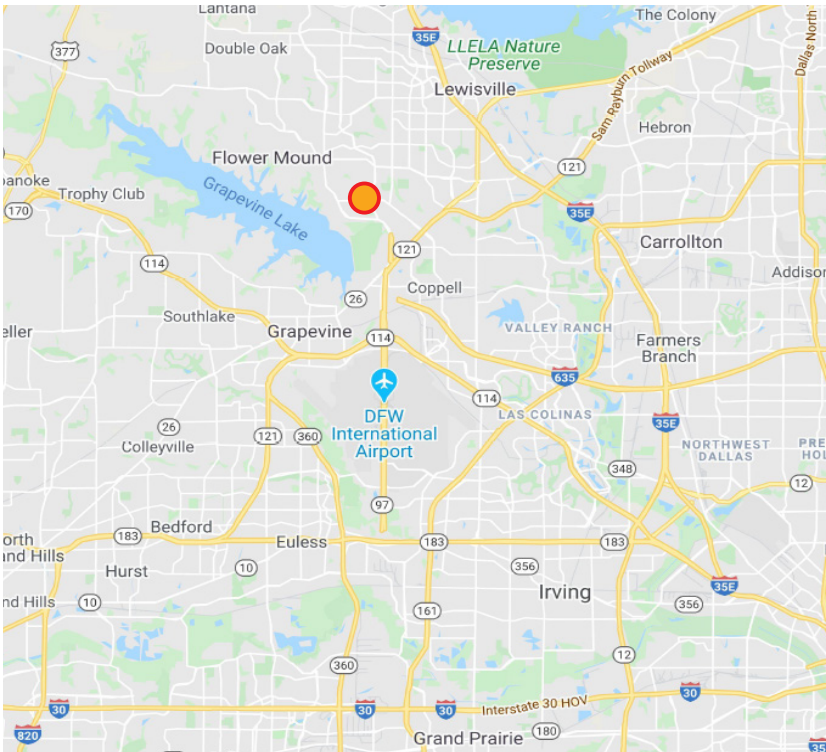 Lantana
The Colony
377
Double Oak
35E
LLELA Nature
Preserve
Dallas North
Sam Rayburn Tollway
Lewisville
Hebron
Flower Mound
121
anoke
Trophy Club
Grapevine Lake
170
35E
Carrollton
121
114
Addison
Coppell
26
Southlake
VALLEY RANCH
eller
Grapevine
114
Farmers
Branch
635
DFW
International
Airport
114
LAS COLINAS
26
121
360
35E
Colleyville
NORTHWEST
DALLAS
PRE
HOL
348
12
97
Bedford
orth
nd Hills
183
Euless
183
183
Hurst
10
356
Irving
35E
nd Hills
10
161
356
360
12
30
30
30
Interstate 30 HOV
30
820
Grand Prairie
180